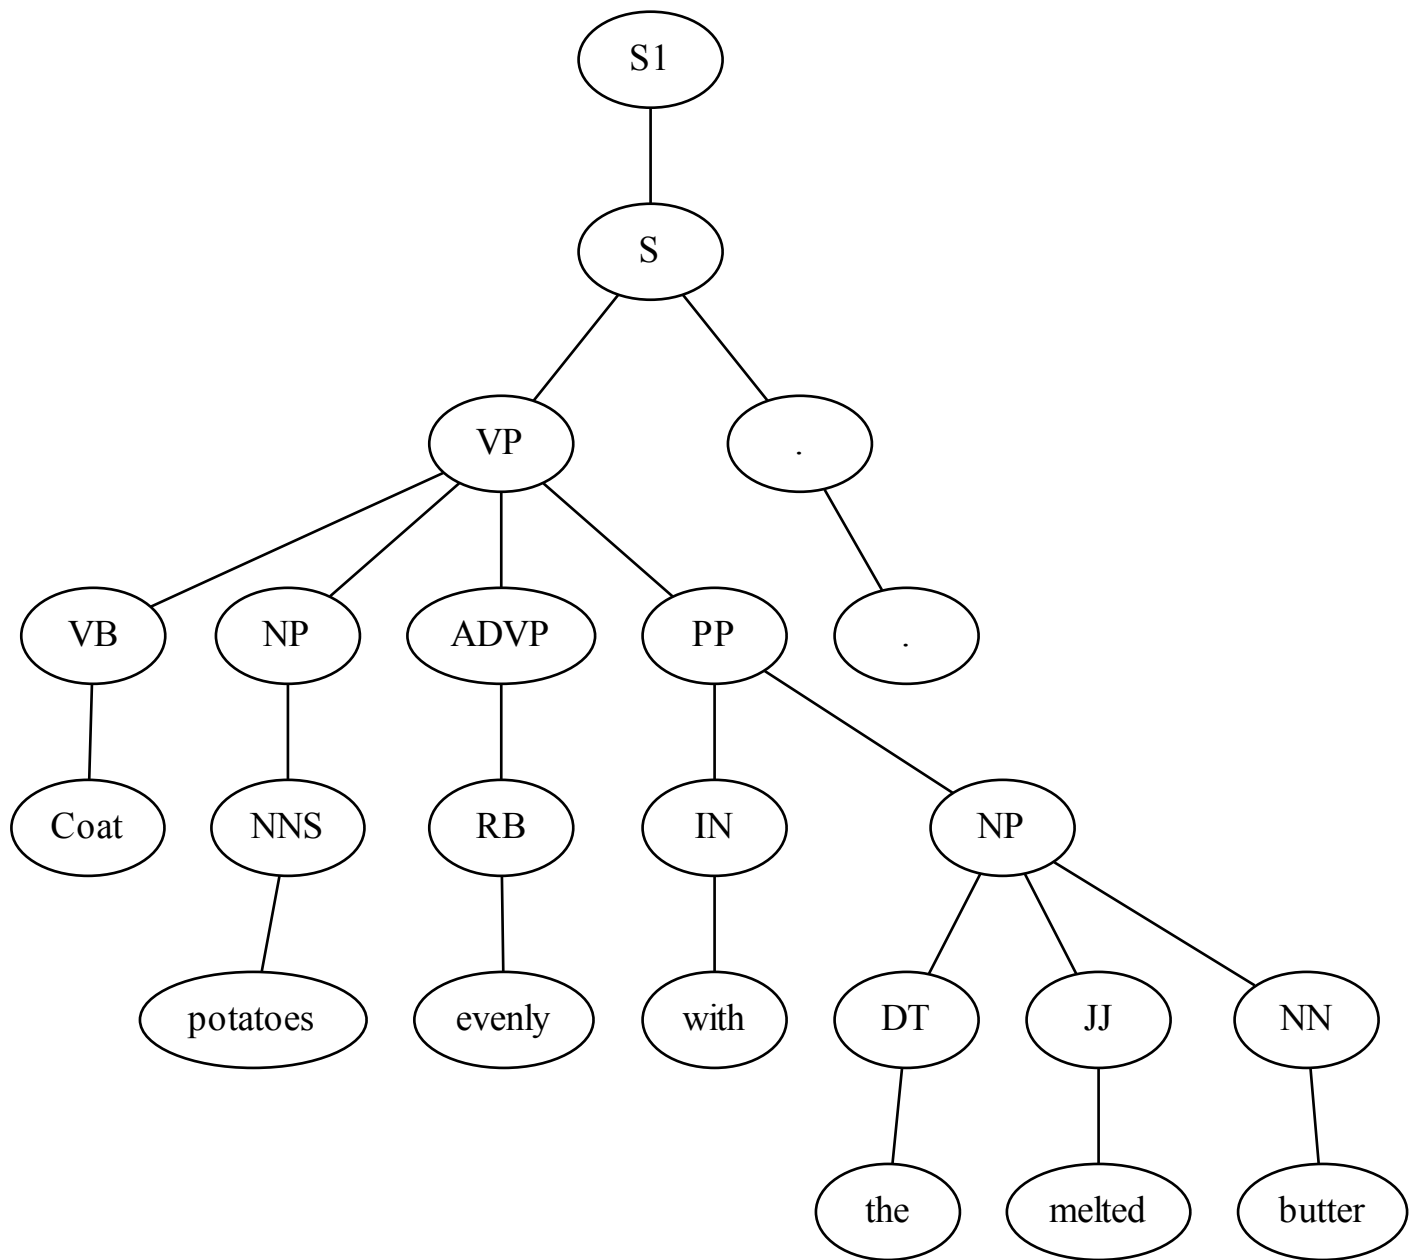 S1
S
VP .
VB NP ADVP PP .
Coat NNS RB IN NP
potatoes evenly with DT JJ NN
the melted butter